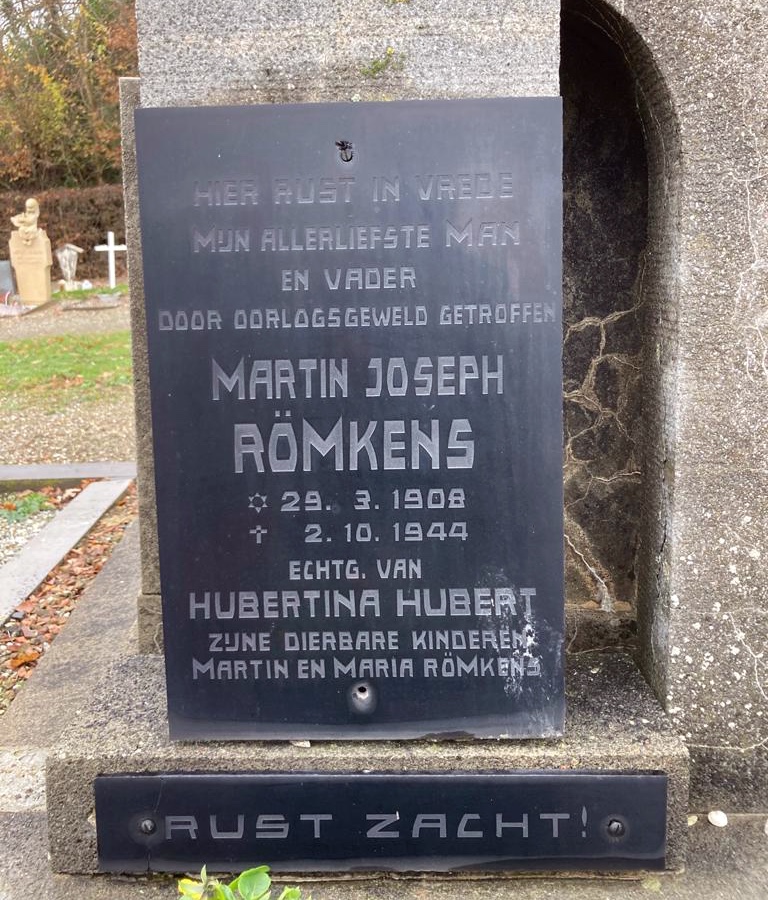 HIER RUST IN VREDE
MIJN ALLERLIEFSTE MAN
EN VADER
DOOR OORLOGSGEWELD GETROFFEN
MARTIN JOSEPH
RÖMKENS
✡ 29. 3. 1908
✝ 2. 10. 1944
ECHTG. VAN
HUBERTINA HUBERT
ZIJNE DIERBARE KINDEREN
MARTIN EN MARIA RÖMKENS
RUST ZACHT!